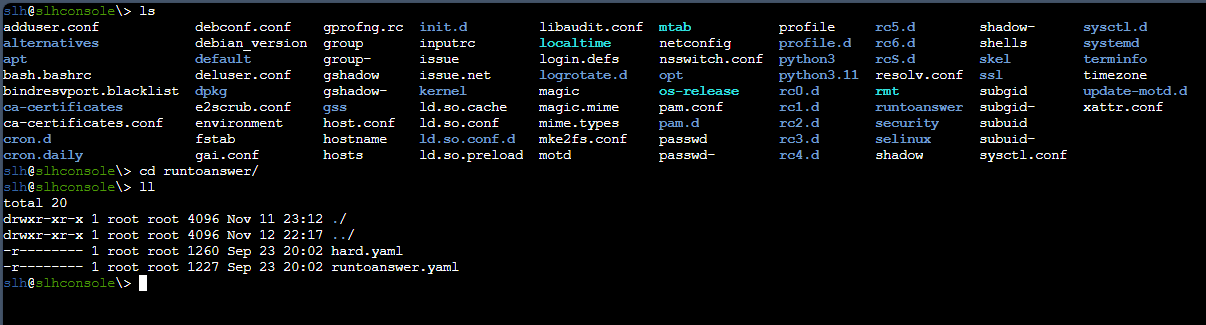 slh@slhconsole\> ls
adduser.conf debconf.conf gprofng.rc init.d libaudit.conf mtab profile rc5.d shadow- sysctl.d
alternatives debian_version group inputrc localtime netconfig profile.d rc6.d shells systemd
apt default group- issue login.defs nsswitch.conf python3 rcS.d skel terminfo
bash.bashrc deluser.conf gshadow issue.net logrotate.d opt python3.11 resolv.conf ssl timezone
bindresvport.blacklist dpkg gshadow- kernel magic os-release rc0.d rmt subgid update-motd.d
ca-certificates e2scrub.conf gss ld.so.cache magic.mime pam.conf rc1.d runtoanswer subgid- xattr.conf
ca-certificates.conf environment host.conf ld.so.conf mime.types pam.d rc2.d security subuid
cron.d fstab hostname ld.so.conf.d mke2fs.conf passwd rc3.d selinux subuid-
cron.daily gai.conf hosts ld.so.preload motd passwd- rc4.d shadow sysctl.conf
slh@slhconsole\> cd runtoanswer/
slh@slhconsole\> ll
total 20
drwxr-xr-x 1 root root 4096 Nov 11 23:12 ./
drwxr-xr-x 1 root root 4096 Nov 12 22:17 ../
-r-------- 1 root root 1260 Sep 23 20:02 hard.yaml
-r-------- 1 root root 1227 Sep 23 20:02 runtoanswer.yaml
slh@slhconsole\>